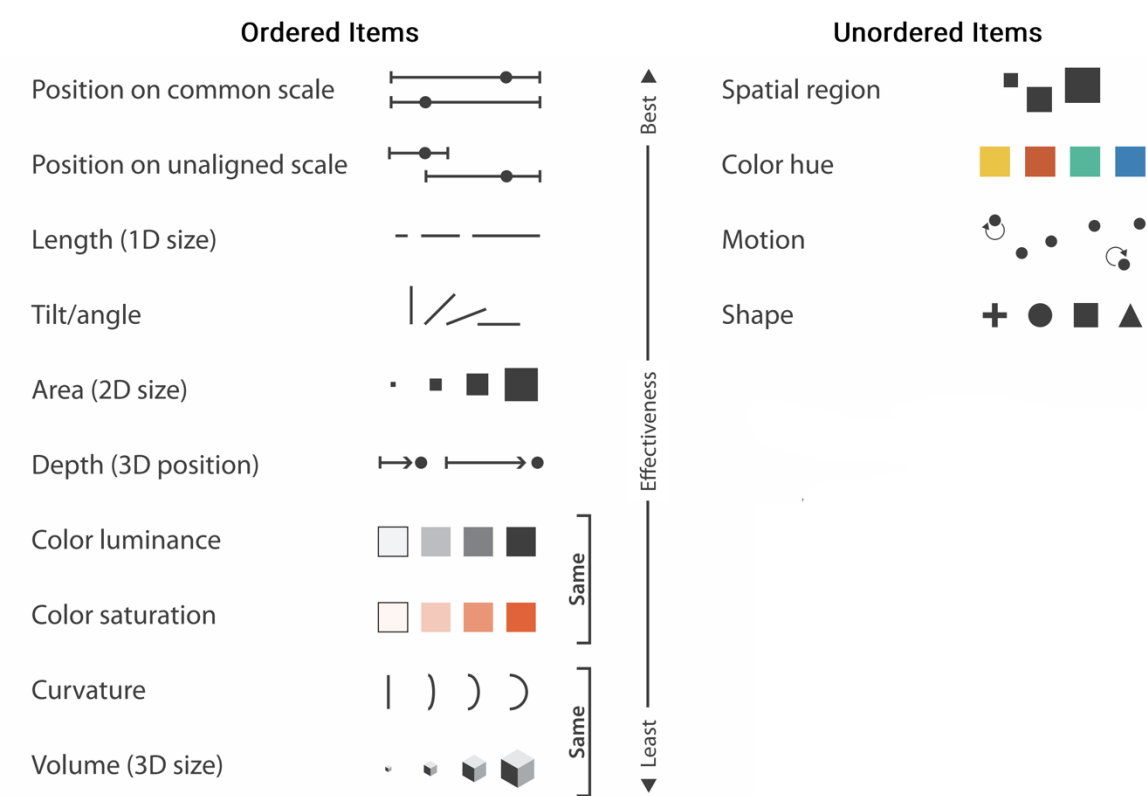 Ordered Items
Position on common scale
Position on unaligned scale
Length (1D size)
Tilt/angle
Area (2D size)
Depth (3D position)
Color luminance
Color saturation
Same
Curvature
Volume (3D size)
Same
Best
Effectiveness
Least
Unordered Items
Spatial region
Color hue
Motion
Shape